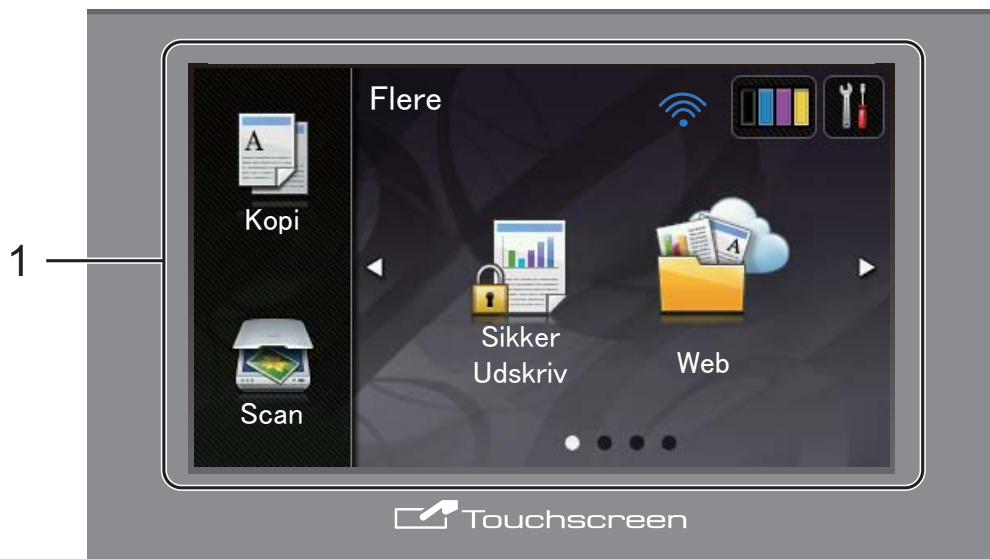 1
Flere
A
Kopi
Scan
Sikker
Udskriv
A
Web
Touchscreen